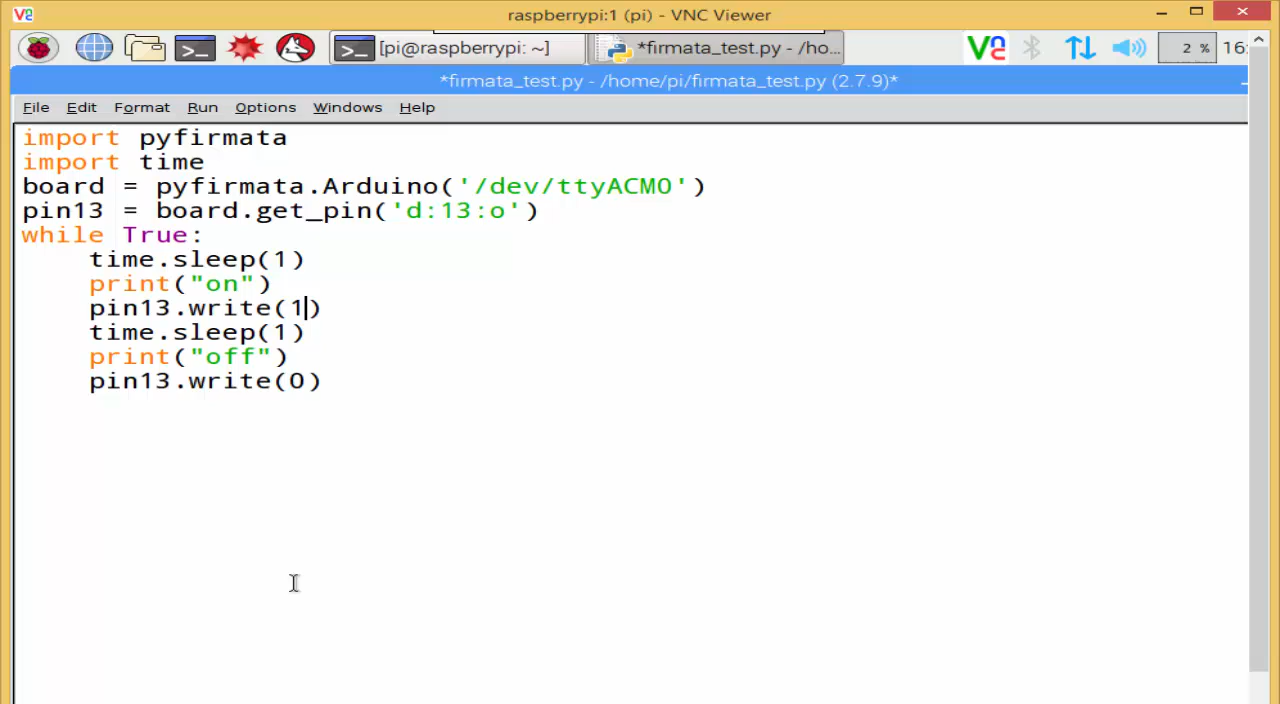 raspberrypi:1 (pi) - VNC Viewer
[pi@raspberrypi: ~] *firmata_test.py - /ho... 2 % 16:
*firmata_test.py - /home/pi/firmata_test.py (2.7.9)*
File Edit Format Run Options Windows Help
import pyfirmata
import time
board = pyfirmata.Arduino('/dev/ttyACM0')
pin13 = board.get_pin('d:13:o')
while True:
    time.sleep(1)
    print("on")
    pin13.write(1)
    time.sleep(1)
    print("off")
    pin13.write(0)